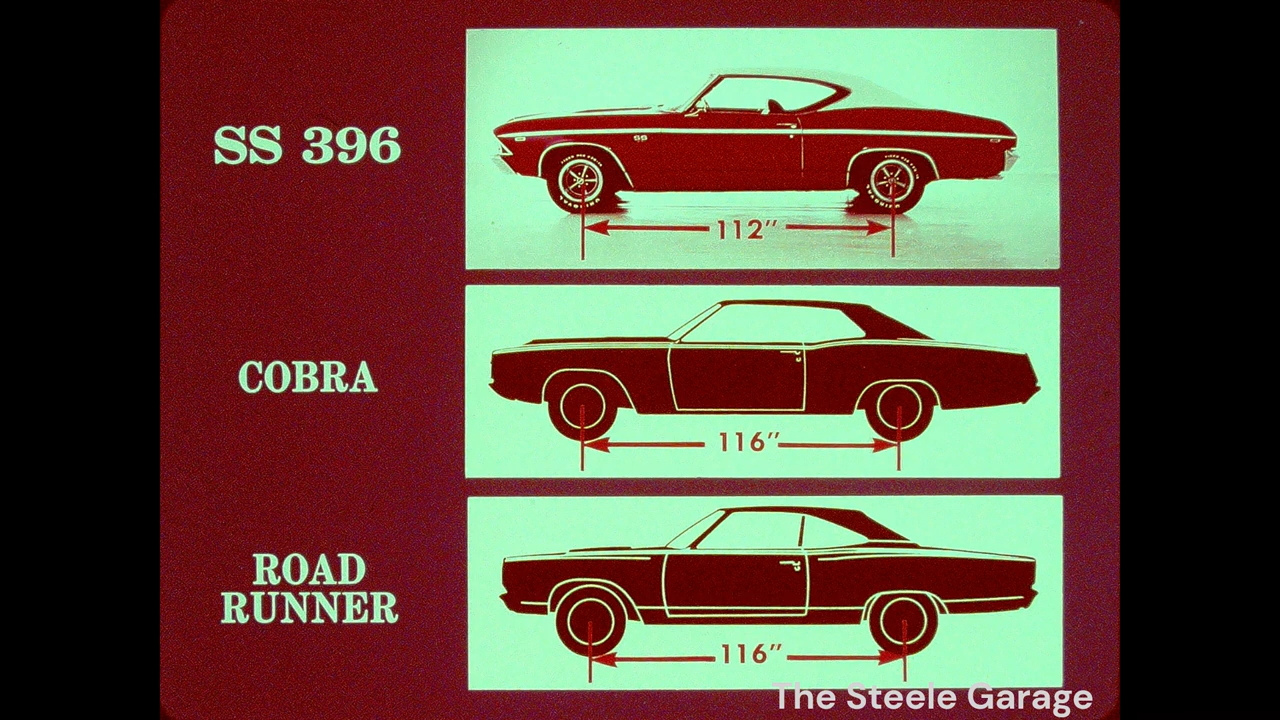 SS 396
112"
COBRA
116"
ROAD
RUNNER
116"
The Steele Garage